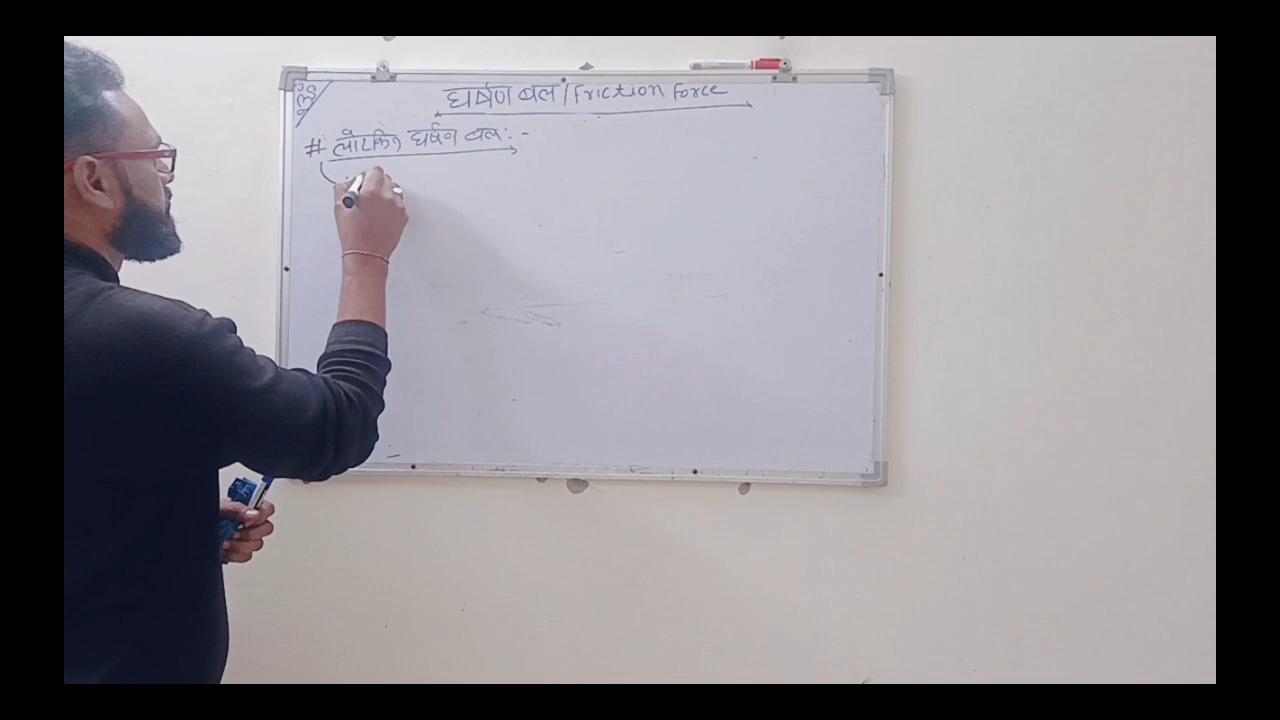 घर्षण बल / Friction Force
# लोटनिक घर्षण बल : -